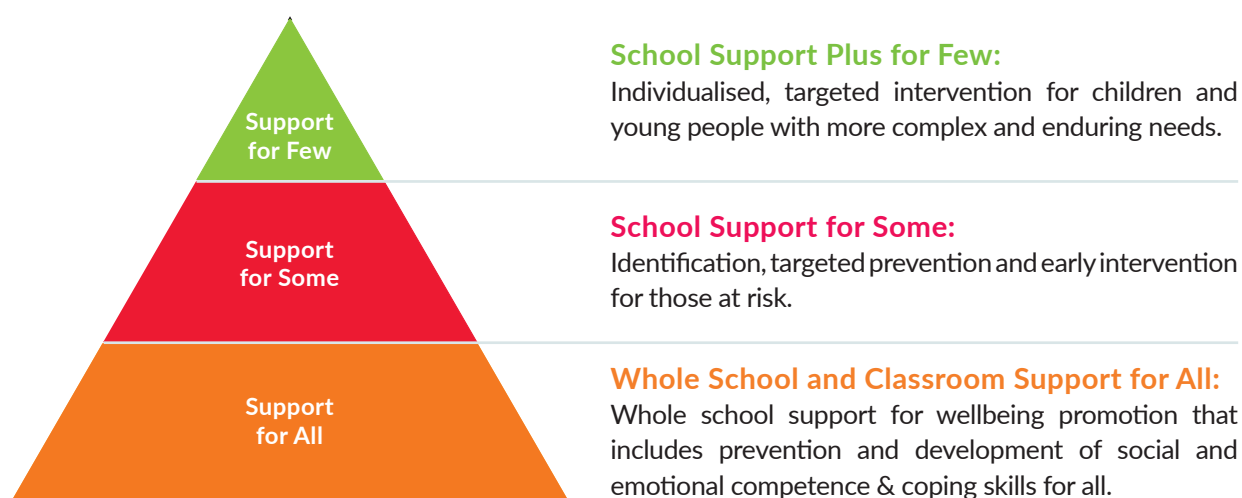 Support
for Few
School Support Plus for Few:
Individualised, targeted intervention for children and
young people with more complex and enduring needs.
Support
for Some
School Support for Some:
Identification, targeted prevention and early intervention
for those at risk.
Support
for All
Whole School and Classroom Support for All:
Whole school support for wellbeing promotion that
includes prevention and development of social and
emotional competence & coping skills for all.